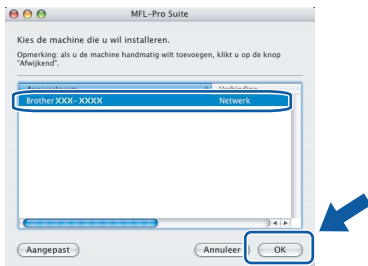 MFL-Pro Suite
Kies de machine die u wil installeren.
Opmerking: als u de machine handmatig wilt toevoegen, klikt u op de knop
"Afwijkend".
Verbinding
Brother XXX-XXXX Netwerk
Aangepast Annuleer OK